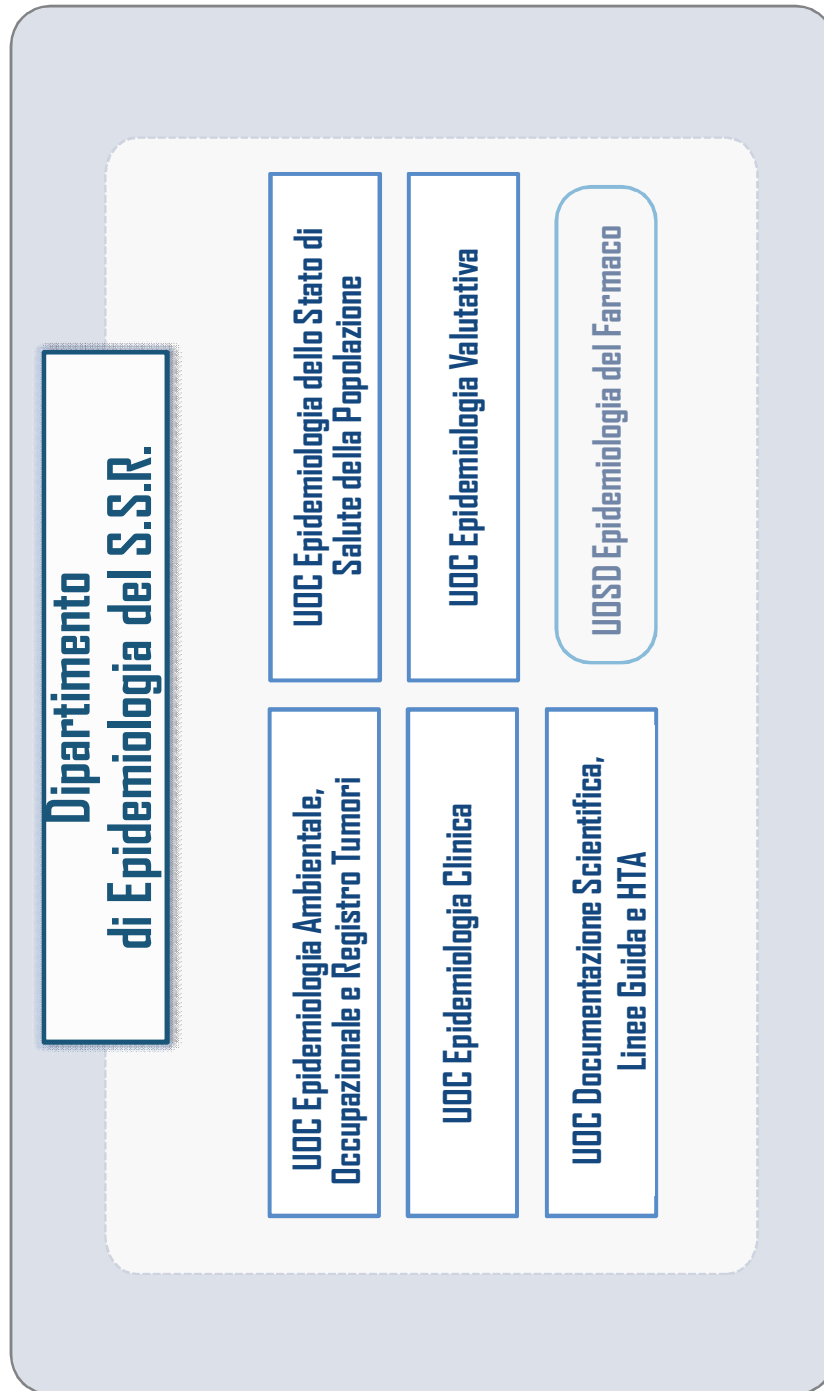 Dipartimento
di Epidemiologia del S.S.R.
UOC Epidemiologia Ambientale,
Occupazionale e Registro Tumori
UOC Epidemiologia dello Stato di
Salute della Popolazione
UOC Epidemiologia Clinica
UOC Epidemiologia Valutativa
UOC Documentazione Scientifica,
Linee Guida e HTA
UOSD Epidemiologia del Farmaco